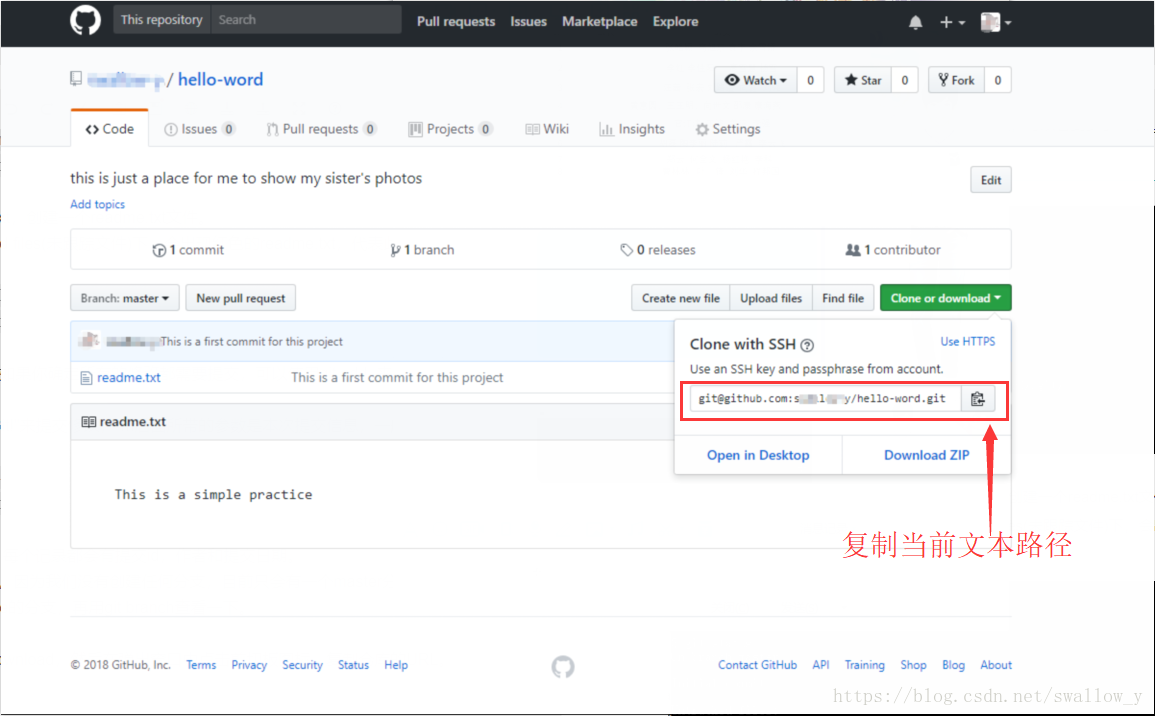 This repository Search Pull requests Issues Marketplace Explore
/ hello-word
Watch 0 Star 0 Fork 0
Code Issues 0 Pull requests 0 Projects 0 Wiki Insights Settings
this is just a place for me to show my sister's photos
Edit
Add topics
1 commit 1 branch 0 releases 1 contributor
Branch: master New pull request Create new file Upload files Find file Clone or download
This is a first commit for this project
readme.txt This is a first commit for this project
readme.txt
This is a simple practice
Clone with SSH Use HTTPS
Use an SSH key and passphrase from account.
git@github.com:s l y/hello-word.git
Open in Desktop Download ZIP
复制当前文本路径
© 2018 GitHub, Inc. Terms Privacy Security Status Help Contact GitHub API Training Shop Blog About
https://blog.csdn.net/swallow_y